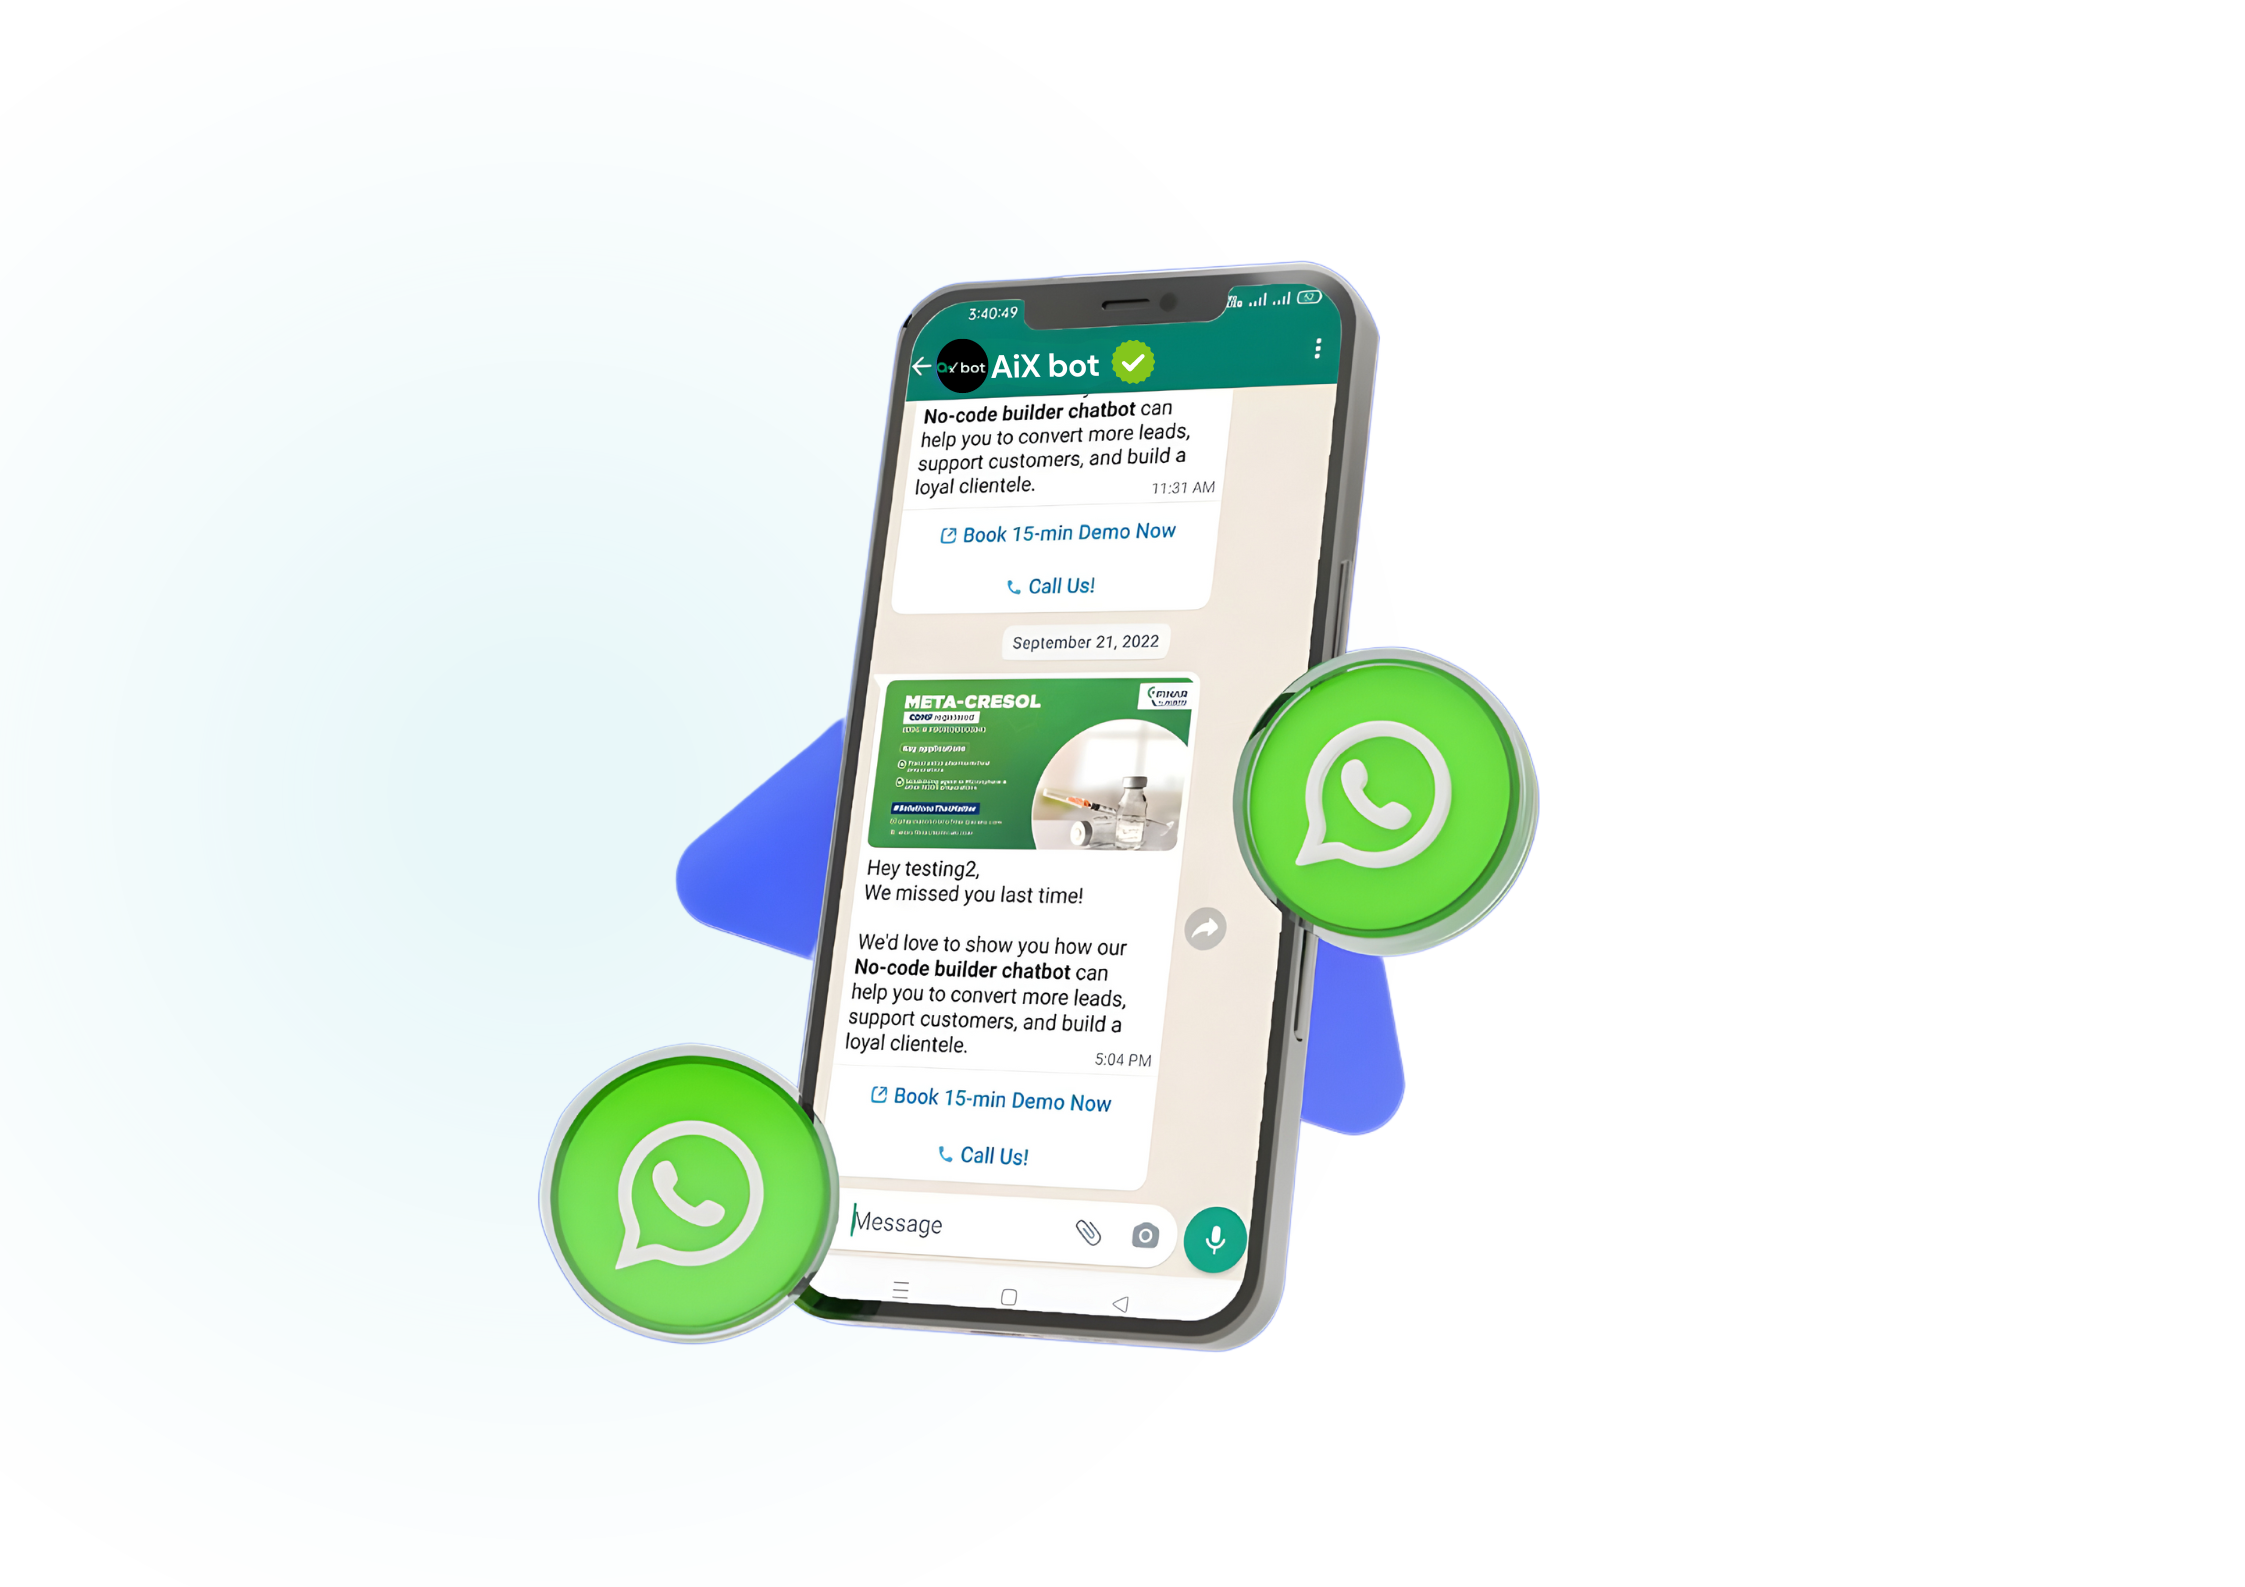 3:40:49
bot AiX bot
No-code builder chatbot can
help you to convert more leads,
support customers, and build a
loyal clientele.
11:31 AM
Book 15-min Demo Now
Call Us!
September 21, 2022
META-CRESOL
Hey testing2,
We missed you last time!
We'd love to show you how our
No-code builder chatbot can
help you to convert more leads,
support customers, and build a
loyal clientele.
5:04 PM
Book 15-min Demo Now
Call Us!
Message